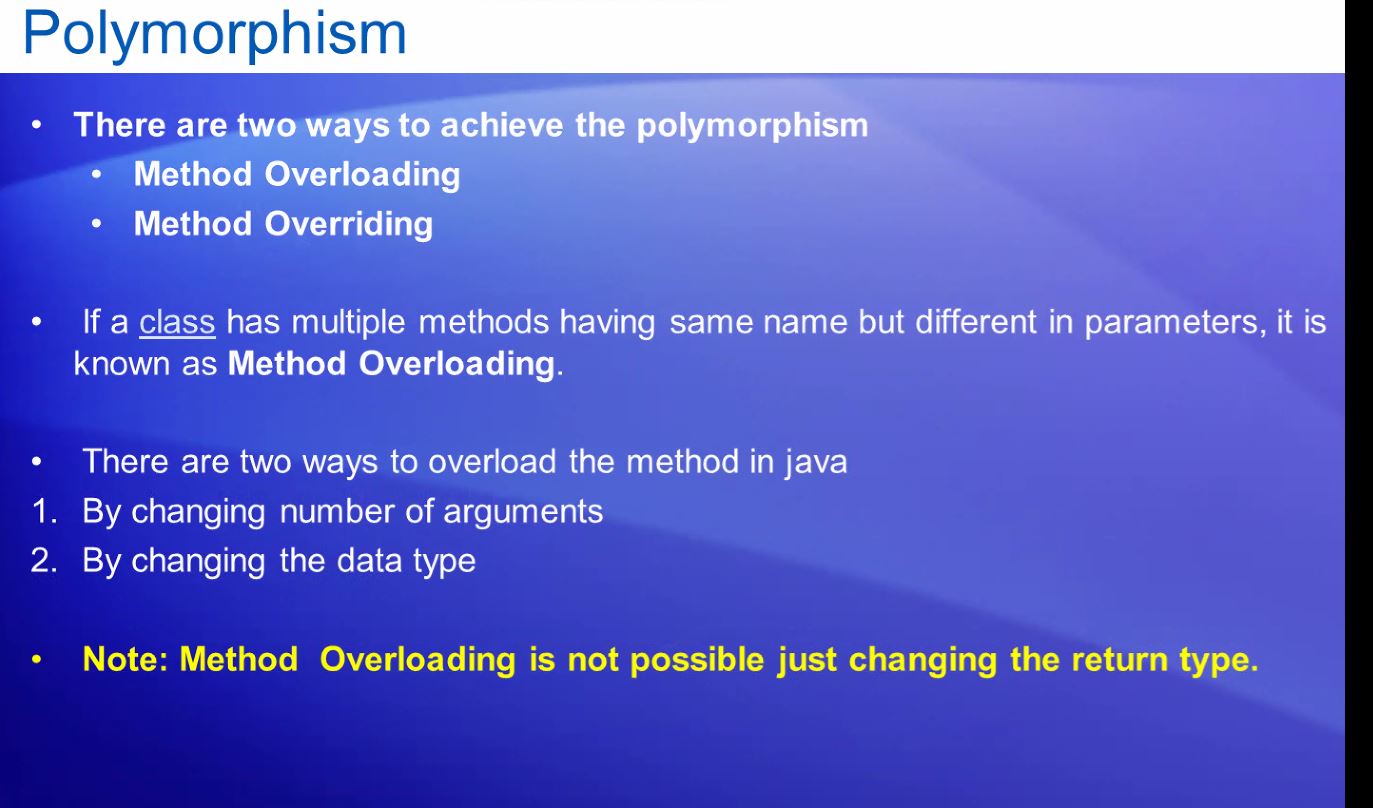 Polymorphism
• There are two ways to achieve the polymorphism
• Method Overloading
• Method Overriding
• If a class has multiple methods having same name but different in parameters, it is
known as Method Overloading.
• There are two ways to overload the method in java
1. By changing number of arguments
2. By changing the data type
• Note: Method  Overloading is not possible just changing the return type.